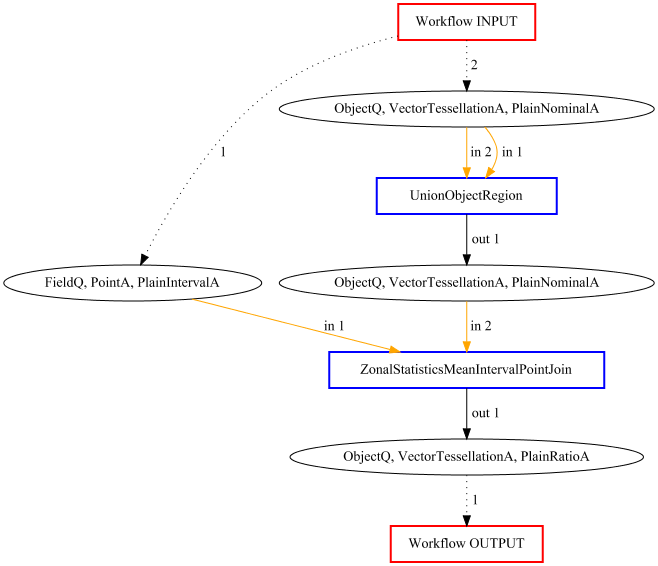 Workflow INPUT
2
ObjectQ, VectorTessellationA, PlainNominalA
1
in 2
in 1
UnionObjectRegion
out 1
FieldQ, PointA, PlainIntervalA
ObjectQ, VectorTessellationA, PlainNominalA
in 1
in 2
ZonalStatisticsMeanIntervalPointJoin
out 1
ObjectQ, VectorTessellationA, PlainRatioA
1
Workflow OUTPUT